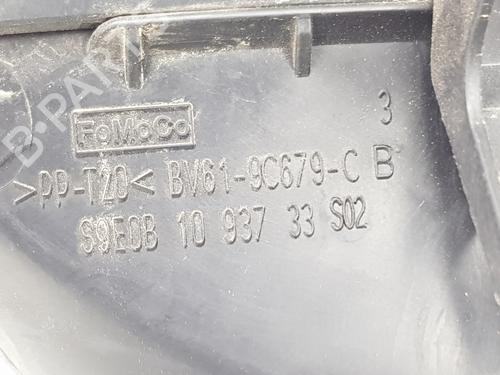 B-PARTS
3
FoMoCo
>PP-T20< BV61-9C679-C B
S9E0B 10 937 33 S02